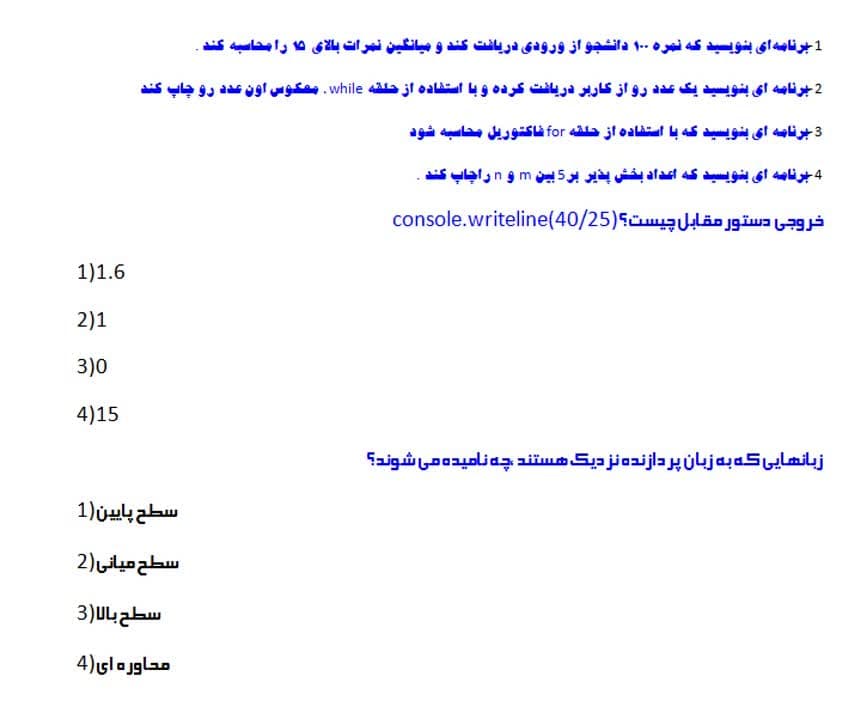 1-برنامه‌ای بنویسید که نمره ۱۰۰ دانشجو از ورودی دریافت کند و میانگین نمرات بالای ۱۵ را محاسبه کند .
2-برنامه ای بنویسید یک عدد رو از کاربر دریافت کرده و با استفاده از حلقه while . معکوس اون عدد رو چاپ کند
3-برنامه ای بنویسید که با استفاده از حلقه for فاکتوریل محاسبه شود
4-برنامه ای بنویسید که اعداد بخش پذیر بر 5 بین m و n را چاپ کند .
خروجی دستور مقابل چیست؟console.writeline(40/25)
1)1.6
2)1
3)0
4)15
زبانهایی که به زبان پردازنده نزدیک هستند ،چه نامیده می شوند؟
1)سطح پایین
2)سطح میانی
3)سطح بالا
4)محاوره ای